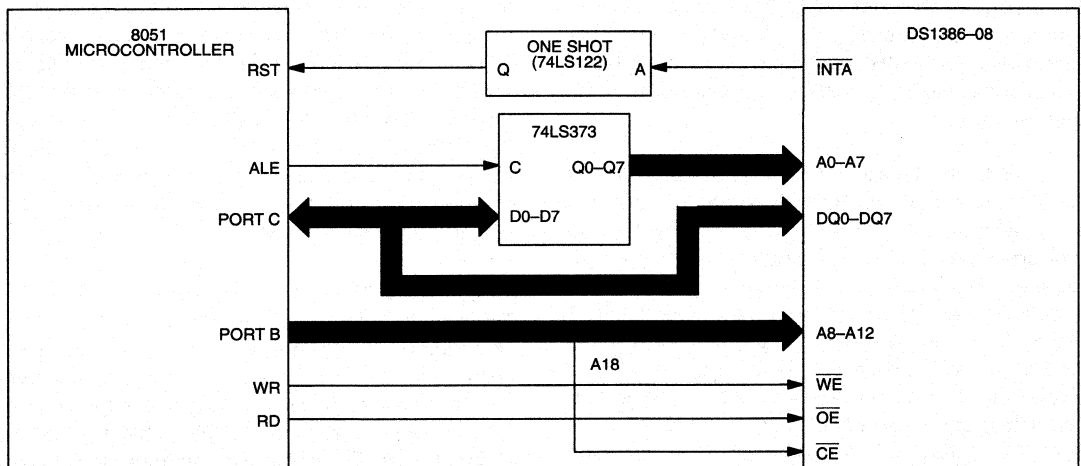 8051
MICROCONTROLLER
DS1386–08
ONE SHOT
(74LS122)
RST
Q
A
INTA
74LS373
ALE
C
Q0–Q7
A0–A7
PORT C
D0–D7
DQ0–DQ7
PORT B
A8–A12
A18
WR
WE
RD
OE
CE